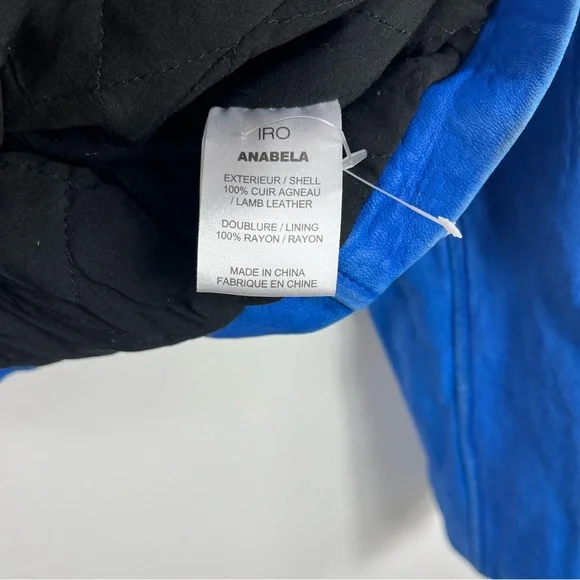 IRO
ANABELA
EXTERIEUR / SHELL
100% CUIR AGNEAU
/ LAMB LEATHER
DOUBLURE / LINING
100% RAYON / RAYON
MADE IN CHINA
FABRIQUE EN CHINE